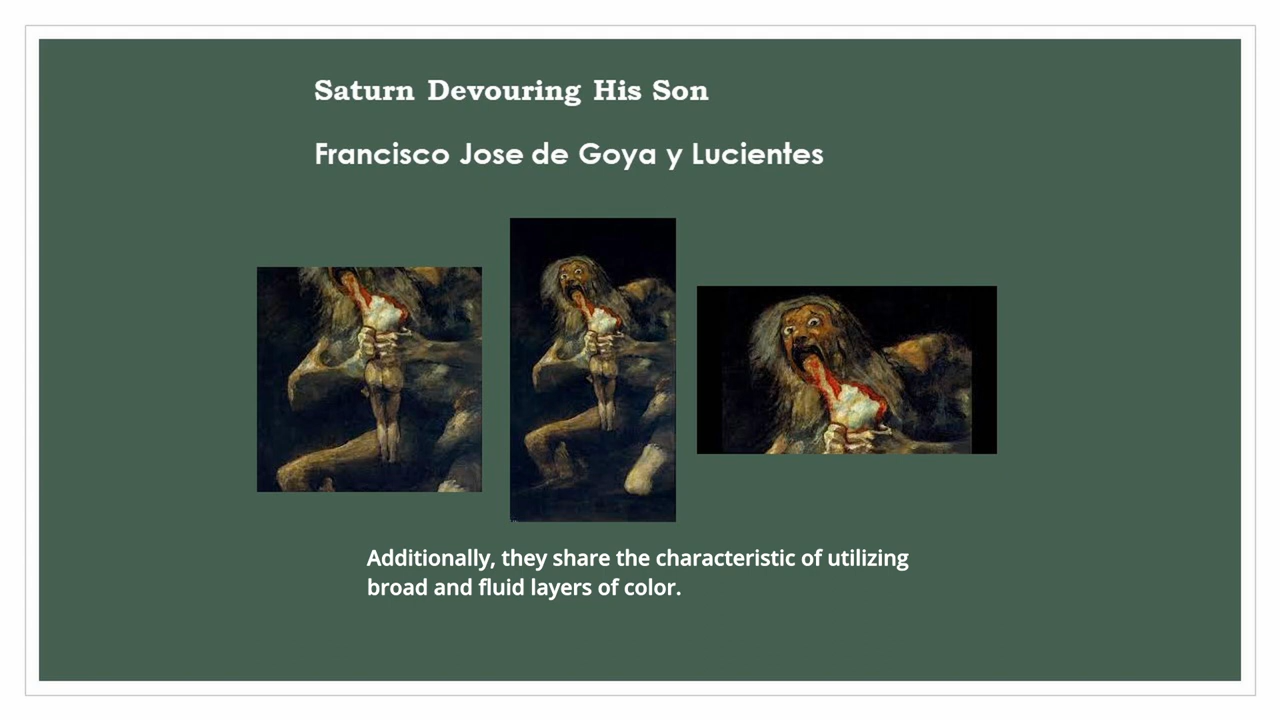 Saturn Devouring His Son
Francisco Jose de Goya y Lucientes
Additionally, they share the characteristic of utilizing
broad and fluid layers of color.